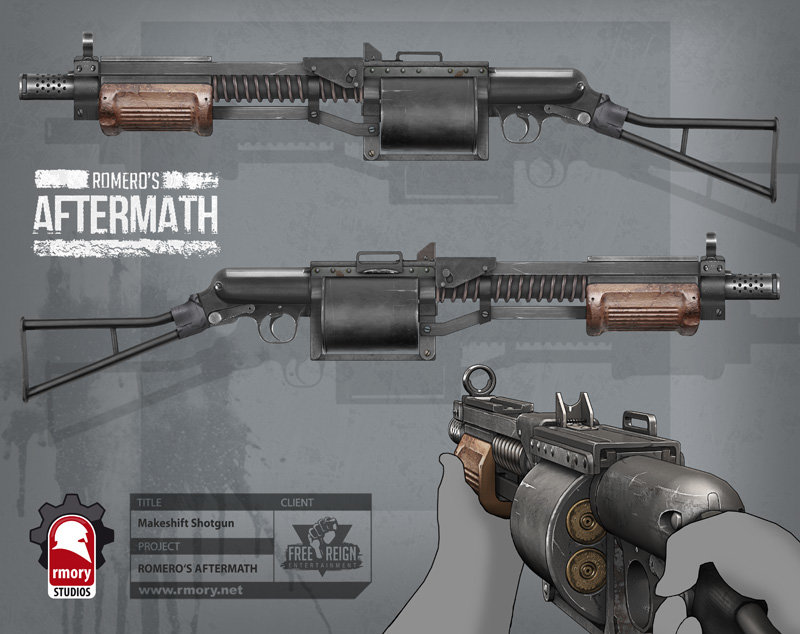 ROMERO'S
AFTERMATH
TITLE
Makeshift Shotgun
PROJECT
ROMERO'S AFTERMATH
www.rmory.net
CLIENT
FREE REIGN
ENTERTAINMENT
rmory
STUDIOS